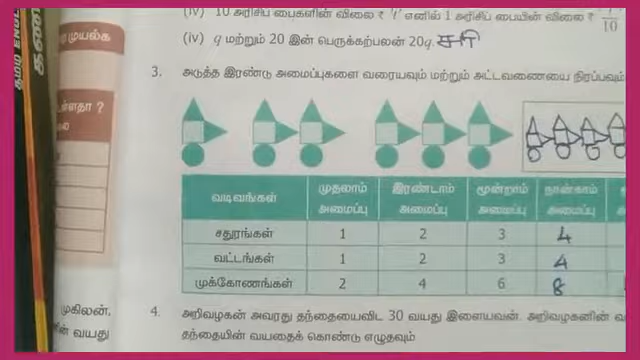 (iv) 10 அரிசிப் பைகளின் விலை ₹ 'y' எனில் 1 அரிசிப் பையின் விலை ₹ /10
(iv) q மற்றும் 20 இன் பெருக்கற்பலன் 20q. சரி
3. அடுத்த இரண்டு அமைப்புகளை வரையவும் மற்றும் அட்டவணையை நிரப்பவும்
வடிவங்கள் முதலாம் அமைப்பு இரண்டாம் அமைப்பு மூன்றாம் அமைப்பு நான்காம் அமைப்பு
சதுரங்கள் 1 2 3 4
வட்டங்கள் 1 2 3 4
முக்கோணங்கள் 2 4 6 8
4. அறிவழகன் அவரது தந்தையைவிட 30 வயது இளையவன். அறிவழகனின்
தந்தையின் வயதைக் கொண்டு எழுதவும்
முகிலன்,
வயது